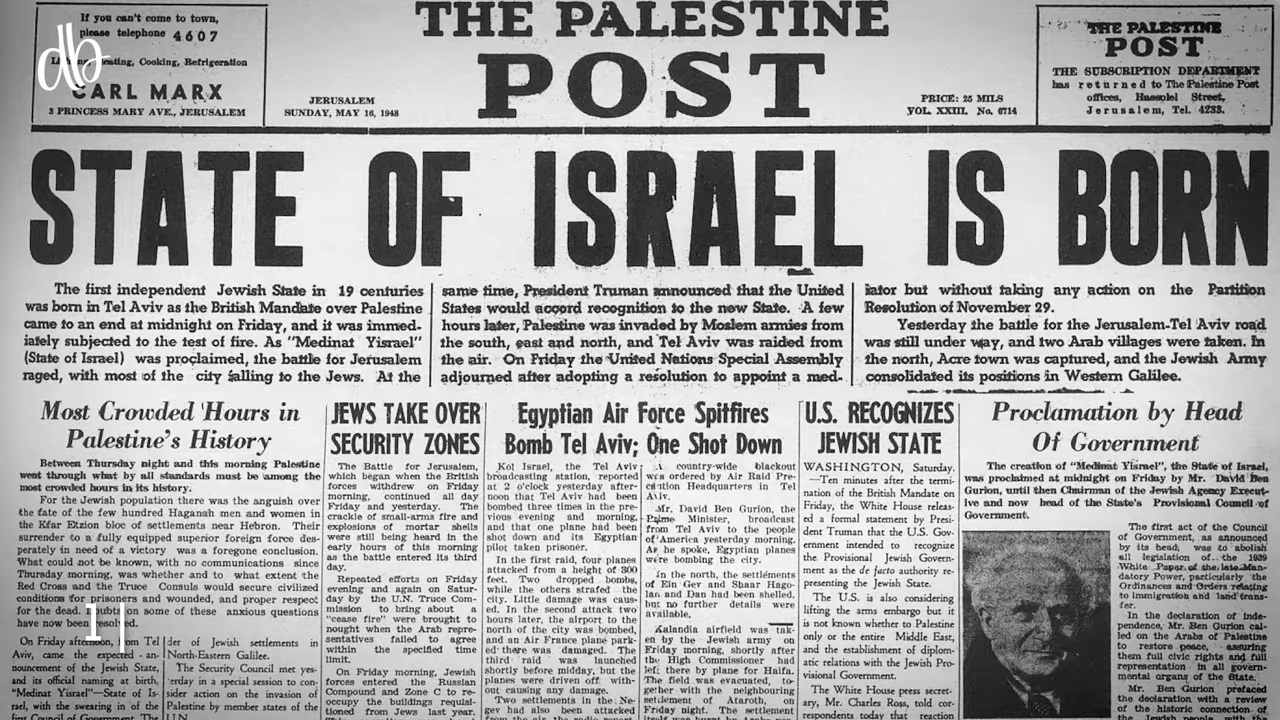 If you can't come to town,
please telephone 4607
Cooking, Refrigeration
CARL MARX
3 PRINCESS MARY AVE., JERUSALEM
db
THE PALESTINE
POST
JERUSALEM
SUNDAY, MAY 16, 1948
PRICE: 25 MILS
VOL. XXIII. No. 6714
THE PALESTINE
POST
THE SUBSCRIPTION DEPARTMENT
has returned to The Palestine Post
offices, Hasolel Street,
Jerusalem, Tel. 4233.
STATE OF ISRAEL IS BORN
The first independent Jewish State in 19 centuries
was born in Tel Aviv as the British Mandate over Palestine
came to an end at midnight on Friday, and it was immed-
iately subjected to the test of fire. As "Medinat Yisrael"
(State of Israel) was proclaimed, the battle for Jerusalem
raged, with most of the city falling to the Jews. At the
same time, President Truman announced that the United
States would accord recognition to the new State. A few
hours later, Palestine was invaded by Moslem armies from
the south, east and north, and Tel Aviv was raided from
the air. On Friday the United Nations Special Assembly
adjourned after adopting a resolution to appoint a med-
iator but without taking any action on the Partition
Resolution of November 29.
Yesterday the battle for the Jerusalem-Tel Aviv road
was still under way, and two Arab villages were taken. In
the north, Acre town was captured, and the Jewish Army
consolidated its positions in Western Galilee.
Most Crowded Hours in
Palestine's History
Between Thursday night and this morning Palestine
went through what by all standards must be among the
most crowded hours in its history.
For the Jewish population there was the anguish over
the fate of the few hundred Haganah men and women in
the Kfar Etzion bloc of settlements near Hebron. Their
surrender to a fully equipped superior foreign force des-
perately in need of a victory was a foregone conclusion.
What could not be known, with no communications since
Thursday morning, was whether and to what extent the
Red Cross and the Truce Consuls would secure civilized
conditions for prisoners and wounded, and proper respect
for the dead. on some of these anxious questions
have now been resolved.
11
On Friday afternoon, from Tel
Aviv, came the expected an-
nouncement of the Jewish State,
and its official naming at birth,
"Medinat Yisrael"—State of Is-
rael, with the swearing in of the
first Council of Government. The
der of Jewish settlements in
North-Eastern Galilee.
The Security Council met yes-
terday in a special session to con-
sider action on the invasion of
Palestine by member states of the
U.N.
JEWS TAKE OVER
SECURITY ZONES
The Battle for Jerusalem,
which began when the British
forces withdrew on Friday
morning, continued all day
Friday and yesterday. The
crackle of small-arms fire and
explosions of mortar shells
were still being heard in the
early hours of this morning
as the battle entered its third
day.
Repeated efforts on Friday
evening and again on Satur-
day by the U.N. Truce Com-
mission to bring about a
"cease fire" were brought to
nought when the Arab repre-
sentatives failed to agree
within the specified time
limit.
On Friday morning, Jewish
forces entered the Russian
Compound and Zone C to re-
occupy the buildings requisi-
tioned from Jews last year.
Egyptian Air Force Spitfires
Bomb Tel Aviv; One Shot Down
Kol Israel, the Tel Aviv
broadcasting station, reported
at 2 o'clock yesterday after-
noon that Tel Aviv had been
bombed three times in the pre-
vious evening and morning,
and that one plane had been
shot down and its Egyptian
pilot taken prisoner.
In the first raid, four planes
attacked from a height of 300
feet. Two dropped bombs,
while the others strafed the
city. Little damage was caus-
ed. In the second attack two
hours later, the airport to the
north of the city was bombed,
and an Air France plane park-
ed there was damaged. The
third raid was launched
shortly before midday, but the
planes were driven off with-
out causing any damage.
Two settlements in the Ne-
gev had also been attacked
from the air, the radio report
A country-wide blackout
was ordered by Air Raid Pre-
cation Headquarters in Tel
Aviv.
Mr. David Ben Gurion, the
Prime Minister, broadcast
from Tel Aviv to the people
of America yesterday morning.
As he spoke, Egyptian planes
were bombing the city.
In the north, the settlements
of Ein Gev and Shaar Hago-
lan and Dan had been shelled,
but no further details were
available.
Kalandia airfield was tak-
en by the Jewish army on
Friday morning, shortly after
the High Commissioner had
left there by plane for Haifa.
The field was evacuated, to-
gether with the neighbouring
settlement of Ataroth, on
Friday night. The settlement
U.S. RECOGNIZES
JEWISH STATE
WASHINGTON, Saturday.
—Ten minutes after the termi-
nation of the British Mandate on
Friday, the White House releas-
ed a formal statement by Presi-
dent Truman that the U.S. Gov-
ernment intended to recognize
the Provisional Jewish Govern-
ment as the de facto authority re-
presenting the Jewish State.
The U.S. is also considering
lifting the arms embargo but it
is not known whether to Palestine
only or the entire Middle East,
and the establishment of diplom-
atic relations with the Jewish Pro-
visional Government.
The White House press secret-
ary, Mr. Charles Ross, told cor-
respondents today that reaction
Proclamation by Head
Of Government
The creation of "Medinat Yisrael", the State of Israel,
was proclaimed at midnight on Friday by Mr. David Ben
Gurion, until then Chairman of the Jewish Agency Execut-
ive and now head of the State's Provisional Council of
Government.
The first act of the Council
of Government, as announced
by its head, was to abolish
all legislation of the 1939
White Paper of the late Man-
datory Power, particularly the
Ordinances and Orders relating
to immigration and land trans-
fer.
In the declaration of inde-
pendence, Mr. Ben Gurion cal-
led on the Arabs of Palestine
to restore peace, assuring
them full civic rights and full
representation in all govern-
mental organs of the State.
Mr. Ben Gurion prefaced
the declaration with a review
of the historic connection of